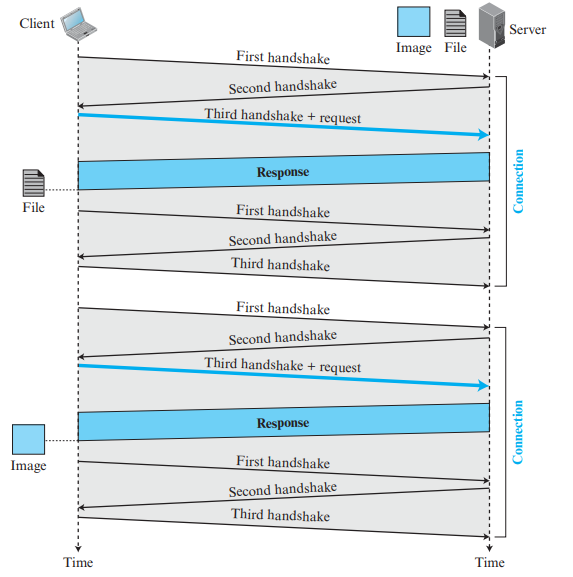 Client
Image
File
Server
First handshake
Second handshake
Third handshake + request
Response
File
Connection
First handshake
Second handshake
Third handshake
First handshake
Second handshake
Third handshake + request
Response
Image
Connection
First handshake
Second handshake
Third handshake
Time
Time